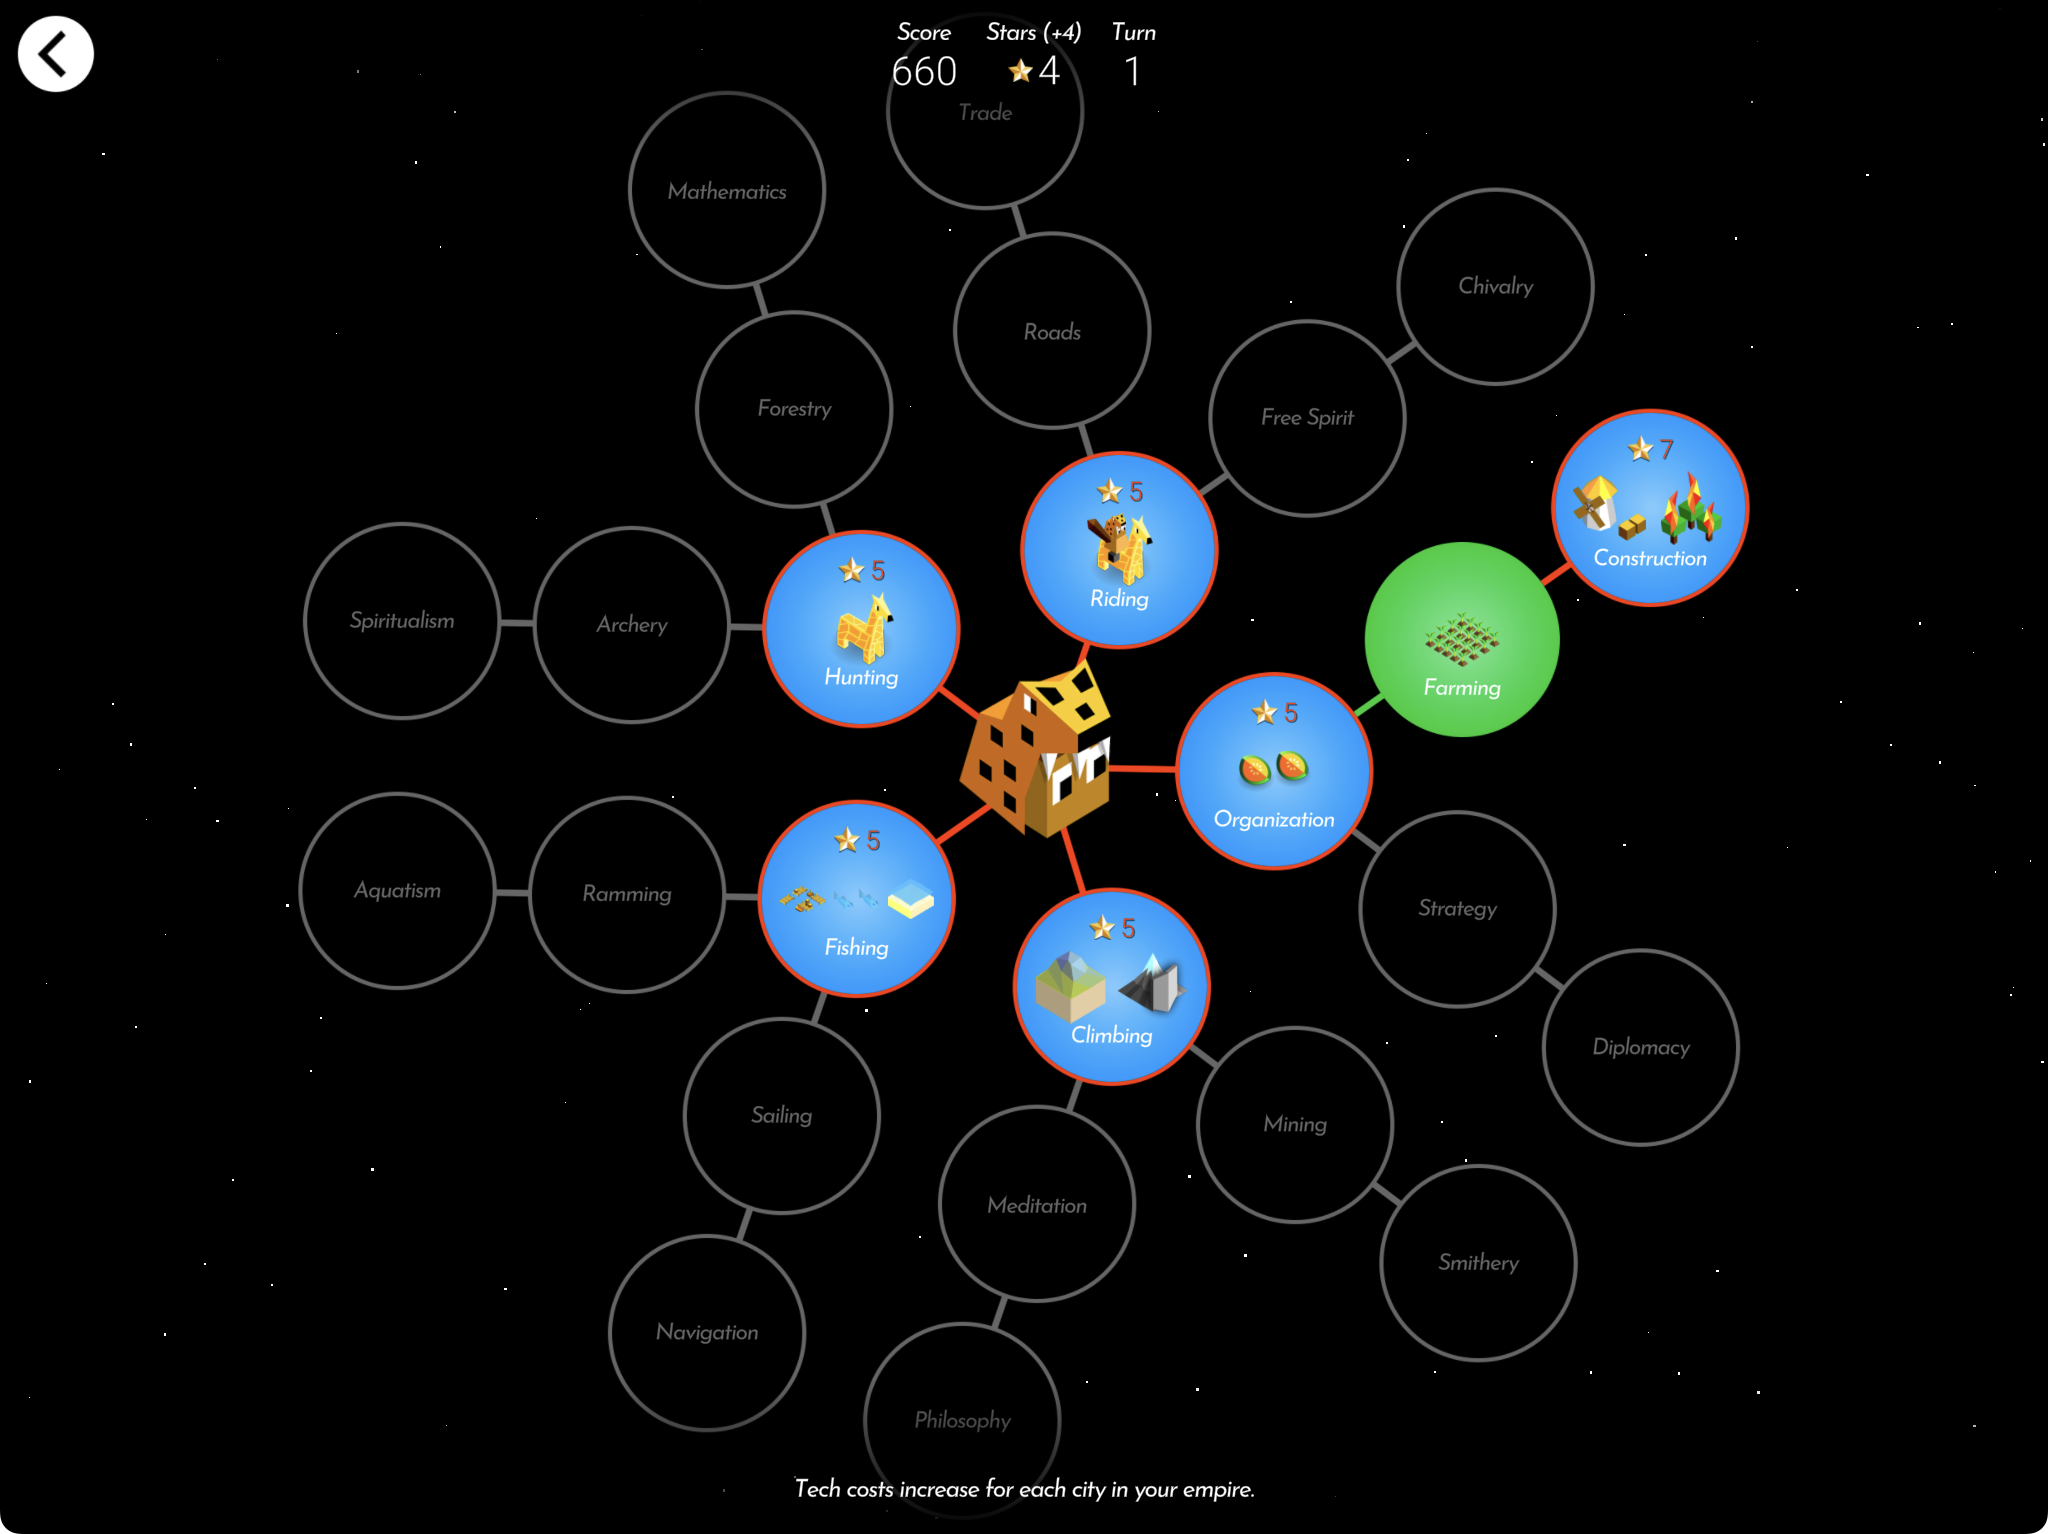 Score Stars (+4) Turn
660 4 1
Trade
Mathematics
Chivalry
Roads
Forestry
Free Spirit
7
Construction
5
Riding
5
Hunting
Spiritualism
Archery
Farming
5
Organization
5
Fishing
Aquatism
Ramming
Strategy
5
Climbing
Diplomacy
Sailing
Mining
Meditation
Smithery
Navigation
Philosophy
Tech costs increase for each city in your empire.